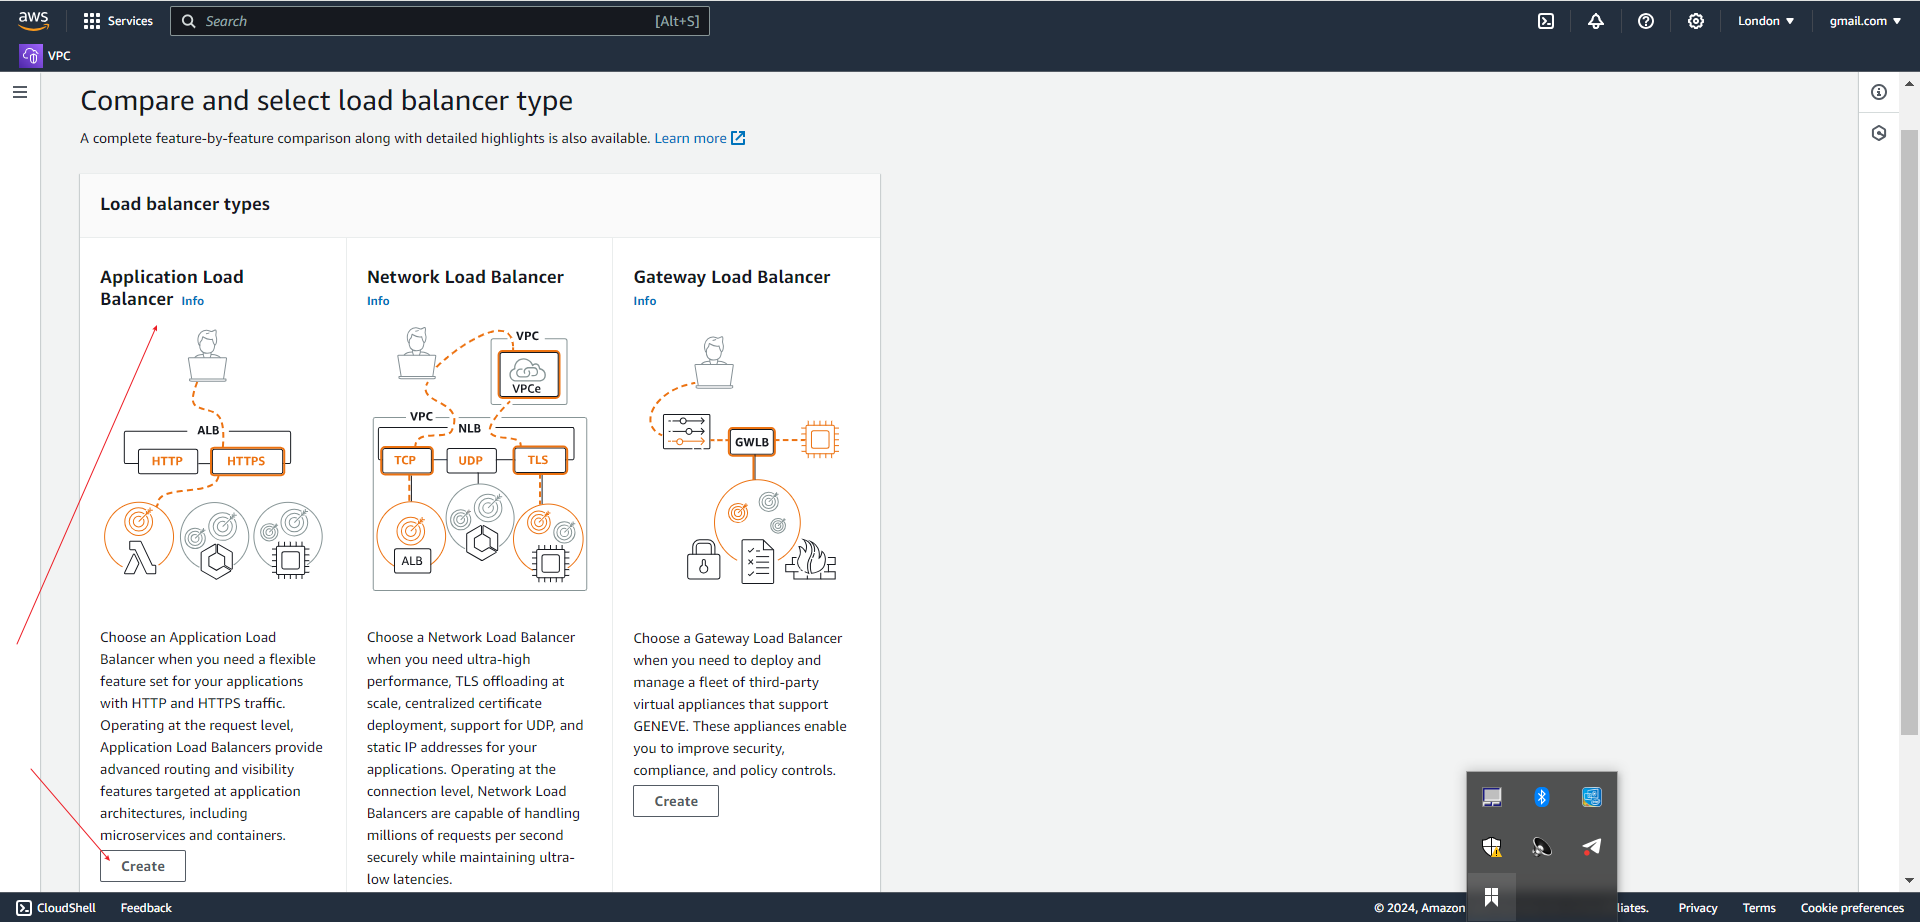 aws Services Search [Alt+S] London gmail.com
VPC
Compare and select load balancer type
A complete feature-by-feature comparison along with detailed highlights is also available. Learn more
Load balancer types
Application Load
Balancer Info
ALB
HTTP HTTPS
Choose an Application Load
Balancer when you need a flexible
feature set for your applications
with HTTP and HTTPS traffic.
Operating at the request level,
Application Load Balancers provide
advanced routing and visibility
features targeted at application
architectures, including
microservices and containers.
Create
Network Load Balancer
Info
VPC
VPCe
VPC
NLB
TCP UDP TLS
ALB
Choose a Network Load Balancer
when you need ultra-high
performance, TLS offloading at
scale, centralized certificate
deployment, support for UDP, and
static IP addresses for your
applications. Operating at the
connection level, Network Load
Balancers are capable of handling
millions of requests per second
securely while maintaining ultra-
low latencies.
Gateway Load Balancer
Info
GWLB
Choose a Gateway Load Balancer
when you need to deploy and
manage a fleet of third-party
virtual appliances that support
GENEVE. These appliances enable
you to improve security,
compliance, and policy controls.
Create
CloudShell Feedback © 2024, Amazon liates. Privacy Terms Cookie preferences